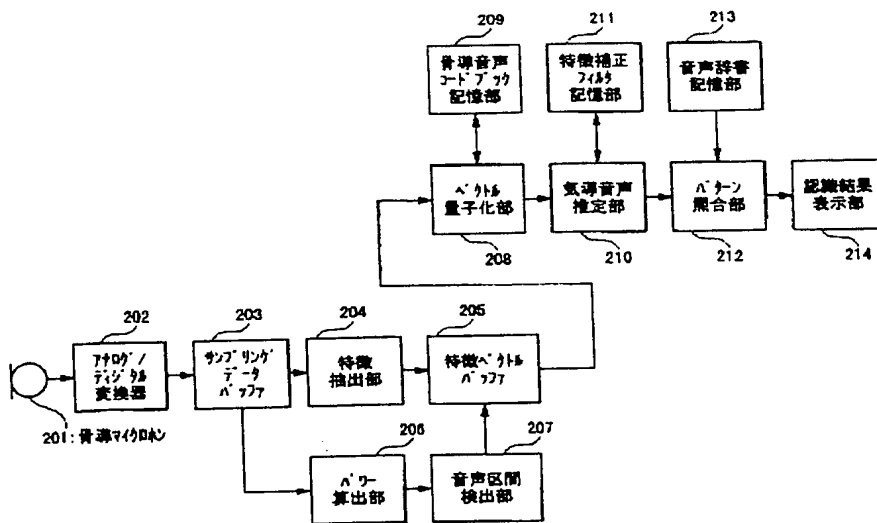 209
211
213
骨導音声
コードブック
記憶部
特徴補正
フィルタ
記憶部
音声辞書
記憶部
ベクトル
量子化部
気導音声
推定部
パターン
照合部
認識結果
表示部
208
210
212
214
202
203
204
205
アナログ/
ディジタル
変換器
サンプリング
データ
バッファ
特徴
抽出部
特徴ベクトル
バッファ
201:骨導マイクロホン
206
207
パワー
算出部
音声区間
検出部